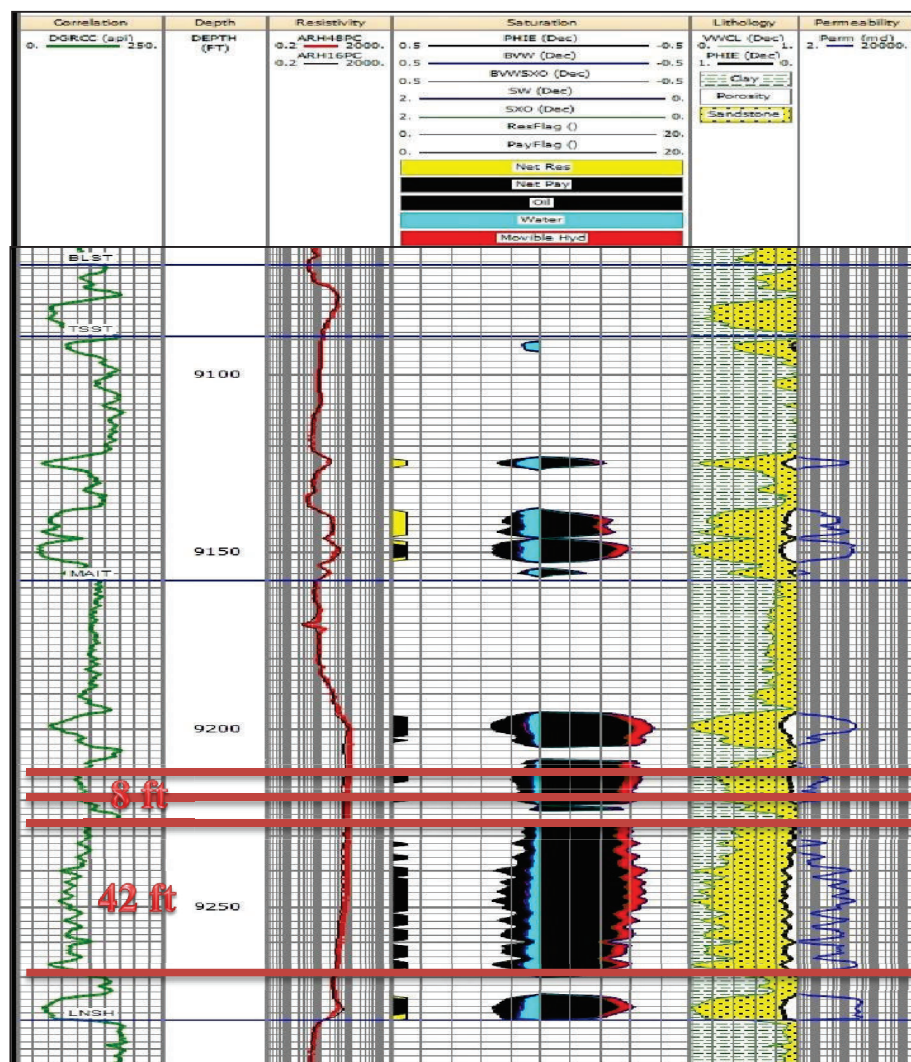 Correlation
DGRCC (api)
0. 250.
Depth
DEPTH
(FT)
Resistivity
ARH48PC
0.2 2000.
ARH16PC
0.2 2000.
Saturation
PHIE (Dec)
0.5 -0.5
BVW (Dec)
0.5 -0.5
BVWSXO (Dec)
0.5 -0.5
SW (Dec)
2. 0.
SXO (Dec)
2. 0.
ResFlag ()
0. 20.
PayFlag ()
0. 20.
Net Res
Net Pay
Oil
Water
Movible Hyd
Lithology
VWCL (Dec)
0. 1.
PHIE (Dec)
1. 0.
Clay
Porosity
Sandstone
Permeability
Perm (md)
2. 20000.
BLST
TSST
9100
9150
MAIT
9200
8 ft
42 ft
9250
LNSH